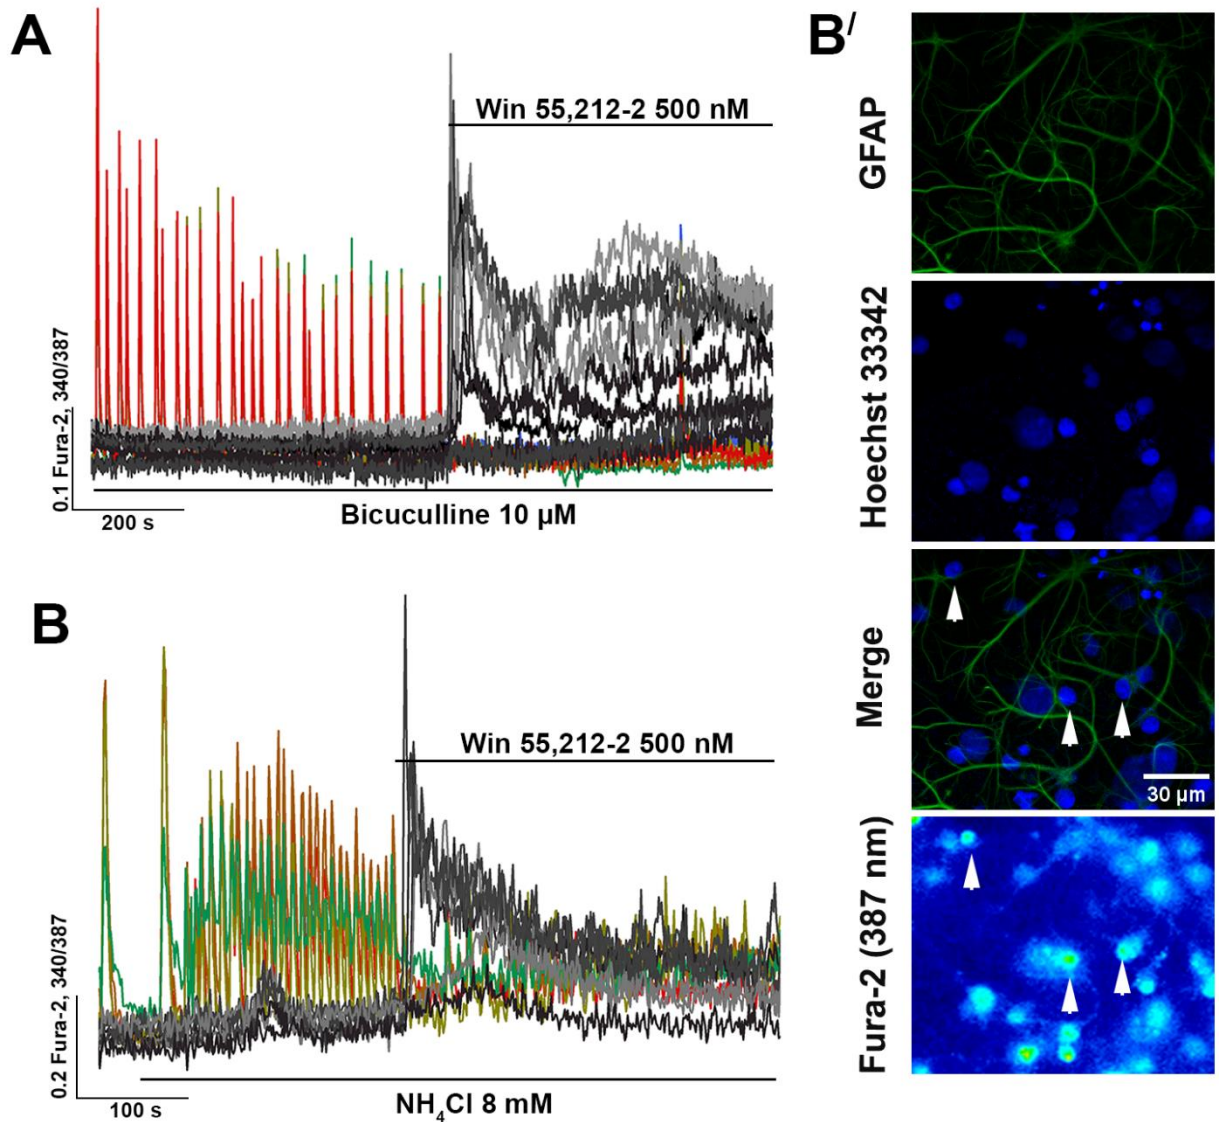 A
Win 55,212-2 500 nM
0.1 Fura-2, 340/387
200 s
Bicuculline 10 µM
B
Win 55,212-2 500 nM
0.2 Fura-2, 340/387
100 s
NH₄Cl 8 mM
B/
GFAP
Hoechst 33342
Merge
30 µm
Fura-2 (387 nm)